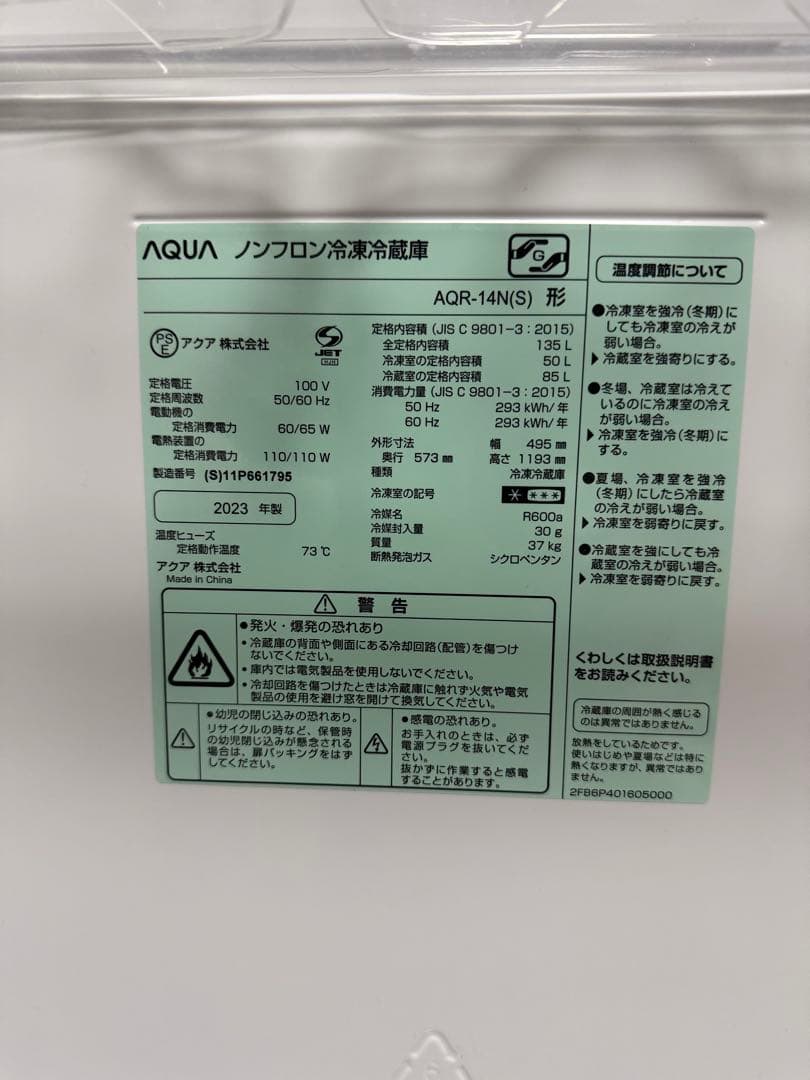 AQUA ノンフロン冷凍冷蔵庫
G
AQR-14N(S) 形
PS
E
アクア 株式会社
S
JET
定格電圧 100 V
定格周波数 50/60 Hz
電動機の
定格消費電力 60/65 W
電熱装置の
定格消費電力 110/110 W
製造番号 (S)11P661795
2023 年製
温度ヒューズ
定格動作温度 73 ℃
アクア 株式会社
Made in China
定格内容積 (JIS C 9801-3 : 2015)
全定格内容積 135 L
冷凍室の定格内容積 50 L
冷蔵室の定格内容積 85 L
消費電力量 (JIS C 9801-3 : 2015)
50 Hz 293 kWh/年
60 Hz 293 kWh/年
外形寸法 幅 495 ㎜
奥行 573 ㎜ 高さ 1193 ㎜
種類 冷凍冷蔵庫
冷凍室の記号 * ***
冷媒名 R600a
冷媒封入量 30 g
質量 37 kg
断熱発泡ガス シクロペンタン
警 告
●発火・爆発の恐れあり
・冷蔵庫の背面や側面にある冷却回路(配管)を傷つけ
ないでください。
・庫内では電気製品を使用しないでください。
・冷却回路を傷つけたときは冷蔵庫に触れず火気や電気
製品の使用を避け窓を開けて換気してください。
●幼児の閉じ込みの恐れあり。
リサイクルの時など、保管時
の幼児閉じ込みが懸念される
場合は、扉パッキングをはず
してください。
●感電の恐れあり。
お手入れのときは、必ず
電源プラグを抜いてくだ
さい。
抜かずに作業すると感電
することがあります。
温度調節について
●冷凍室を強冷(冬期)に
しても冷凍室の冷えが
弱い場合。
▶冷蔵室を強寄りにする。
●冬場、冷蔵室は冷えて
いるのに冷凍室の冷え
が弱い場合。
▶冷凍室を強冷(冬期)に
する。
●夏場、冷凍室を強冷
(冬期)にしたら冷蔵室
の冷えが弱い場合。
▶冷凍室を弱寄りに戻す。
●冷蔵室を強にしても冷
蔵室の冷えが弱い場合。
▶冷凍室を弱寄りに戻す。
くわしくは取扱説明書
をお読みください。
冷蔵庫の周囲が熱く感じる
のは異常ではありません。
放熱をしているためです。
使いはじめや夏場などは特に
熱くなりますが、異常ではあり
ません。
2FB6P401605000